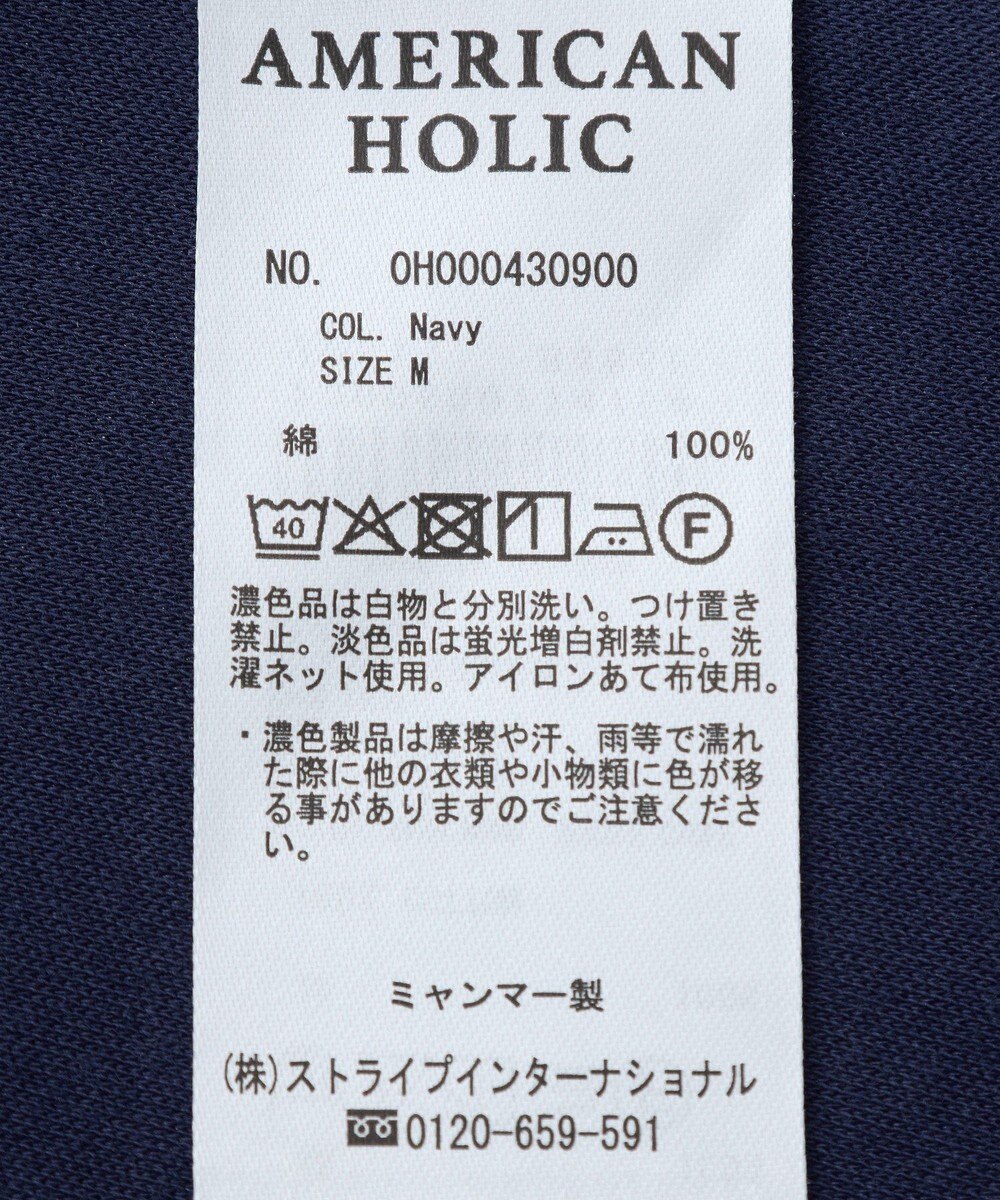 AMERICAN
HOLIC
NO. 0H000430900
COL. Navy
SIZE M
綿 100%
40 F
濃色品は白物と分別洗い。つけ置き
禁止。淡色品は蛍光増白剤禁止。洗
濯ネット使用。アイロンあて布使用。
・濃色製品は摩擦や汗、雨等で濡れ
た際に他の衣類や小物類に色が移
る事がありますのでご注意くださ
い。
ミャンマー製
(株)ストライプインターナショナル
0120-659-591